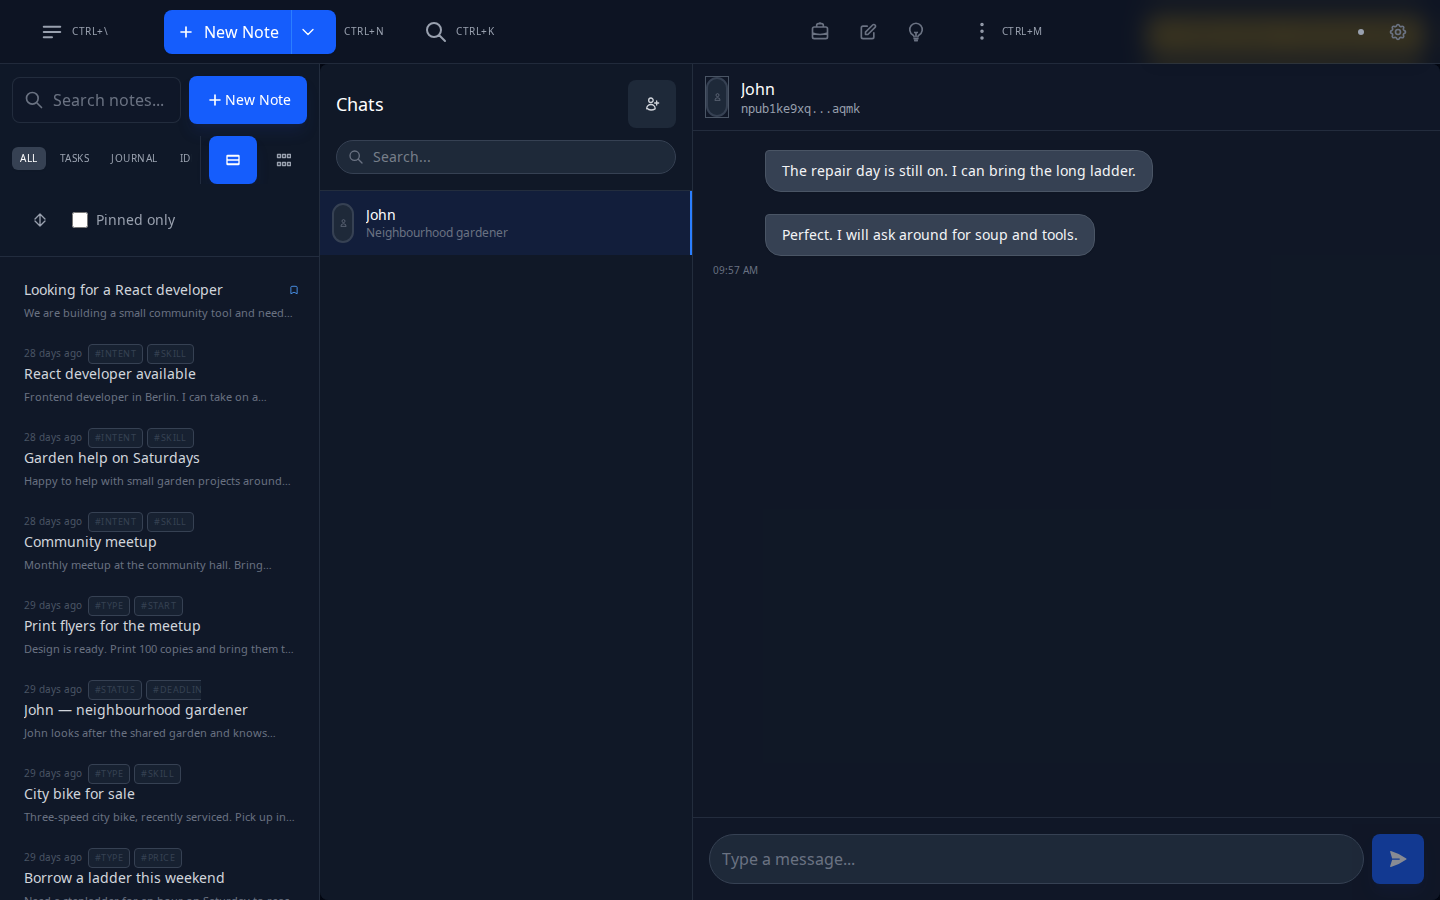 CTRL+\
New Note
CTRL+N
CTRL+K
CTRL+M
Search notes...
New Note
ALL
TASKS
JOURNAL
ID
Pinned only
Looking for a React developer
We are building a small community tool and need...
28 days ago #INTENT #SKILL
React developer available
Frontend developer in Berlin. I can take on a...
28 days ago #INTENT #SKILL
Garden help on Saturdays
Happy to help with small garden projects around...
28 days ago #INTENT #SKILL
Community meetup
Monthly meetup at the community hall. Bring...
29 days ago #TYPE #START
Print flyers for the meetup
Design is ready. Print 100 copies and bring them t...
29 days ago #STATUS #DEADLIN
John — neighbourhood gardener
John looks after the shared garden and knows...
29 days ago #TYPE #SKILL
City bike for sale
Three-speed city bike, recently serviced. Pick up in...
29 days ago #TYPE #PRICE
Borrow a ladder this weekend
Chats
Search...
John
Neighbourhood gardener
John
npub1ke9xq...aqmk
The repair day is still on. I can bring the long ladder.
Perfect. I will ask around for soup and tools.
09:57 AM
Type a message...